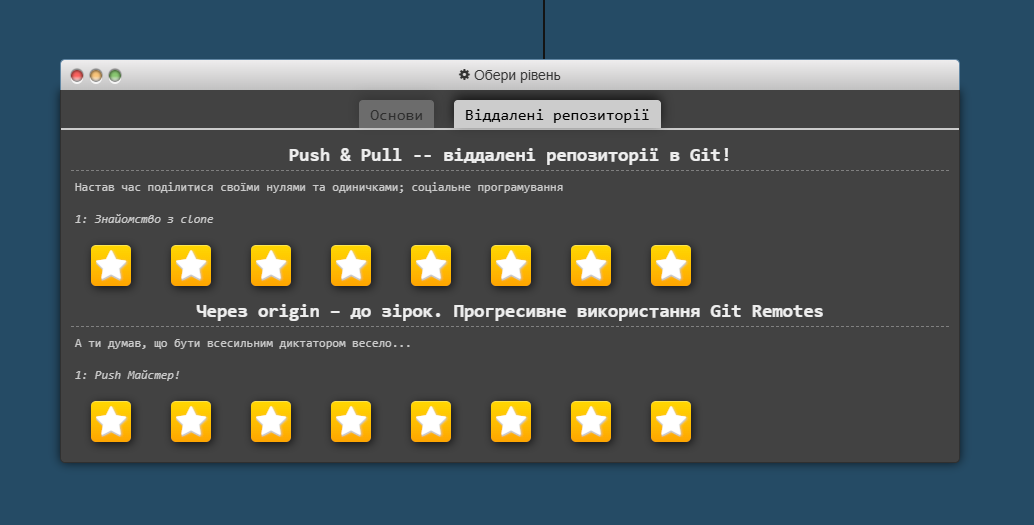 Обери рівень
Основи
Віддалені репозиторії
Push & Pull -- віддалені репозиторії в Git!
Настав час поділитися своїми нулями та одиничками; соціальне програмування
1: Знайомство з clone
Через origin – до зірок. Прогресивне використання Git Remotes
А ти думав, що бути всесильним диктатором весело...
1: Push Майстер!